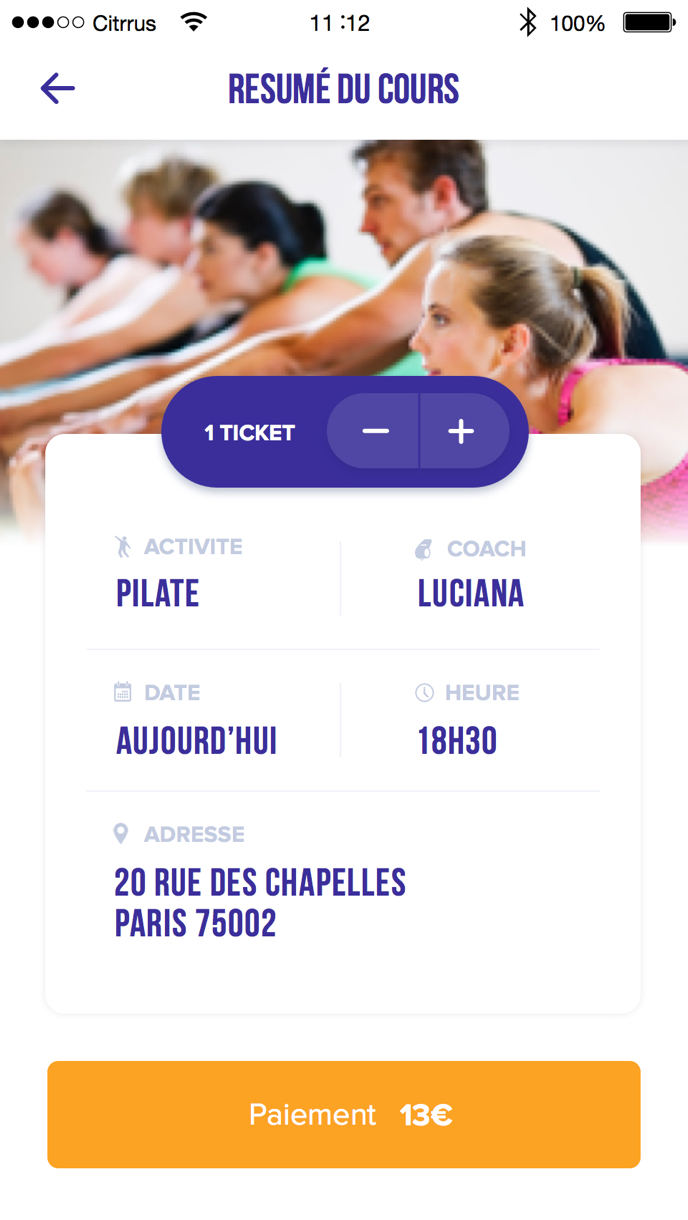 Citrrus 11:12 100%
RESUMÉ DU COURS
1 TICKET
ACTIVITE COACH
PILATE LUCIANA
DATE HEURE
AUJOURD’HUI 18H30
ADRESSE
20 RUE DES CHAPELLES
PARIS 75002
Paiement 13€